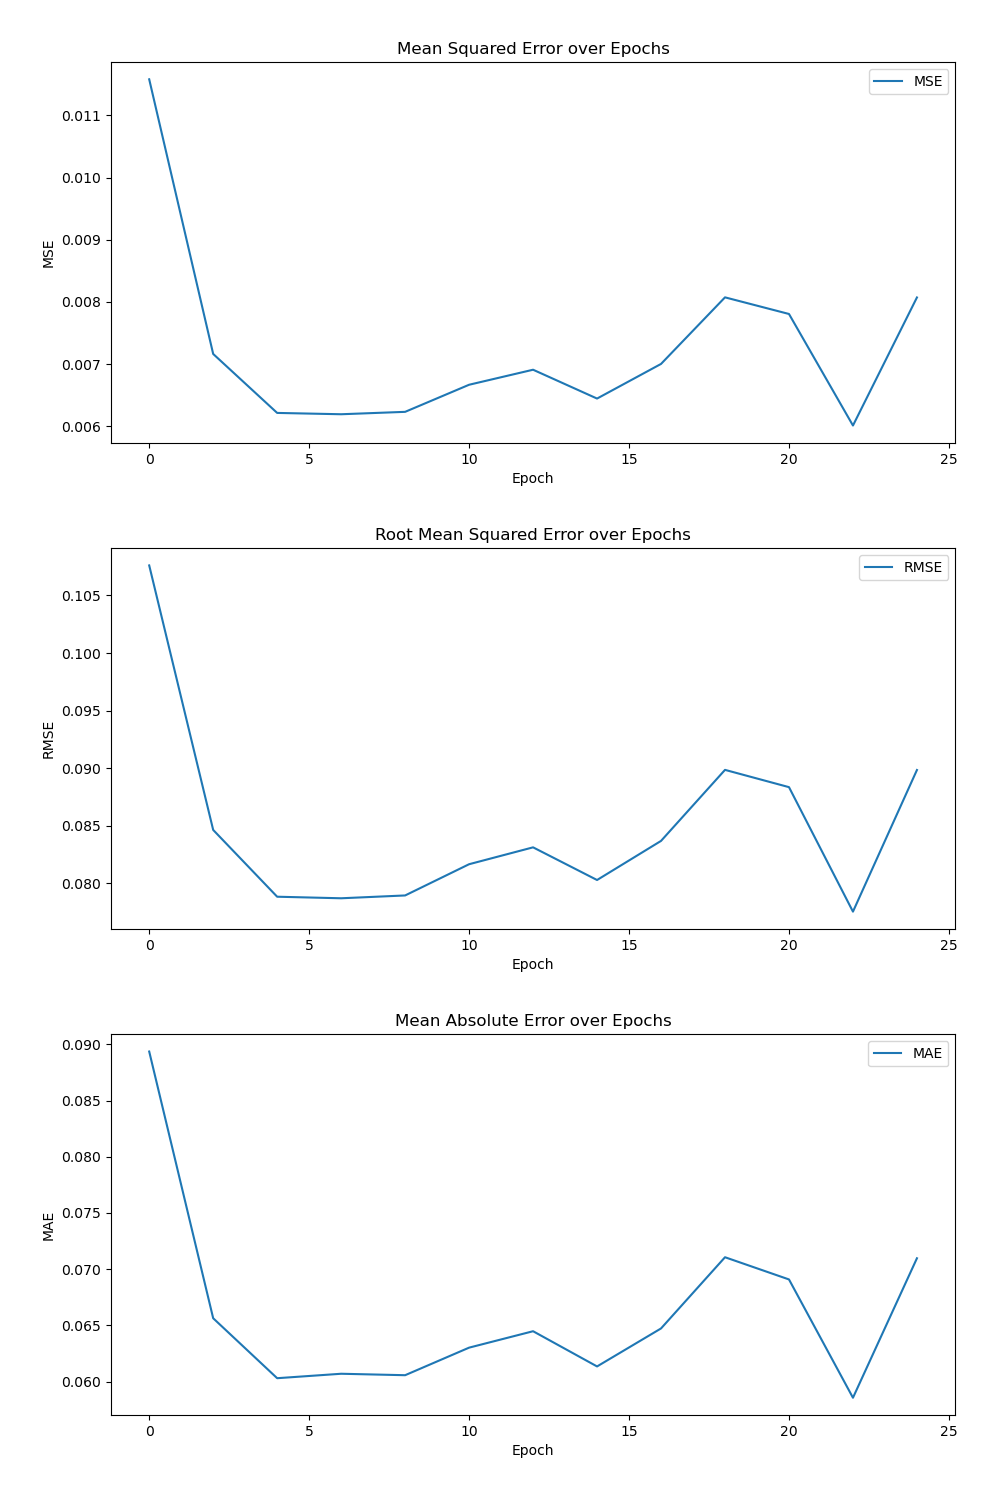 Mean Squared Error over Epochs
MSE
0.011
0.010
0.009
0.008
0.007
0.006
MSE
0 5 10 15 20 25
Epoch
Root Mean Squared Error over Epochs
RMSE
0.105
0.100
0.095
0.090
0.085
0.080
RMSE
0 5 10 15 20 25
Epoch
Mean Absolute Error over Epochs
MAE
0.090
0.085
0.080
0.075
0.070
0.065
0.060
MAE
0 5 10 15 20 25
Epoch